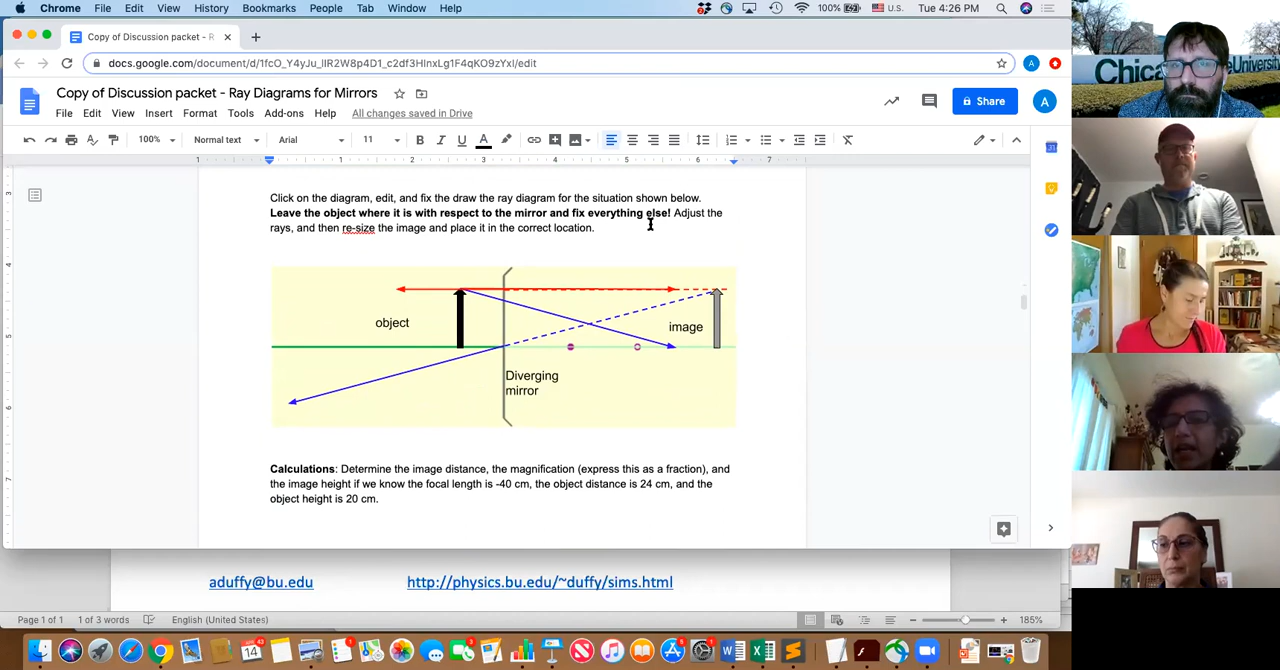 Chrome File Edit View History Bookmarks People Tab Window Help 100% U.S. Tue 4:26 PM
Copy of Discussion packet - R
docs.google.com/document/d/
Copy of Discussion packet - Ray Diagrams for Mirrors
File Edit View Insert Format Tools Add-ons Help All changes saved in Drive
Share A
100% Normal text Arial 11 B I U A
1 1 2 3 4 5 6 7
Click on the diagram, edit, and fix the draw the ray diagram for the situation shown below.
Leave the object where it is with respect to the mirror and fix everything else! Adjust the
rays, and then re-size the image and place it in the correct location.
object
image
Diverging
mirror
Calculations: Determine the image distance, the magnification (express this as a fraction), and
the image height if we know the focal length is -40 cm, the object distance is 24 cm, and the
object height is 20 cm.
aduffy@bu.edu http://physics.bu.edu/~duffy/sims.html
Page 1 of 1 1 of 3 words English (United States) 185%